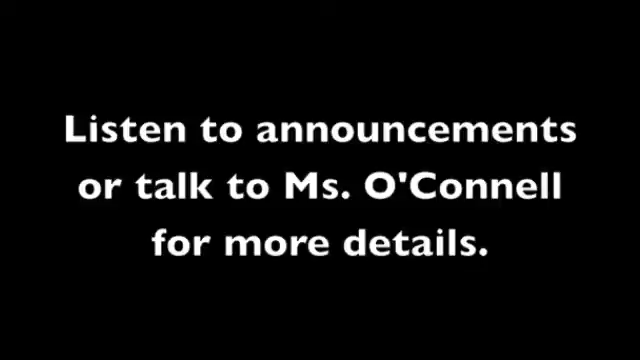 Listen to announcements
or talk to Ms. O'Connell
for more details.